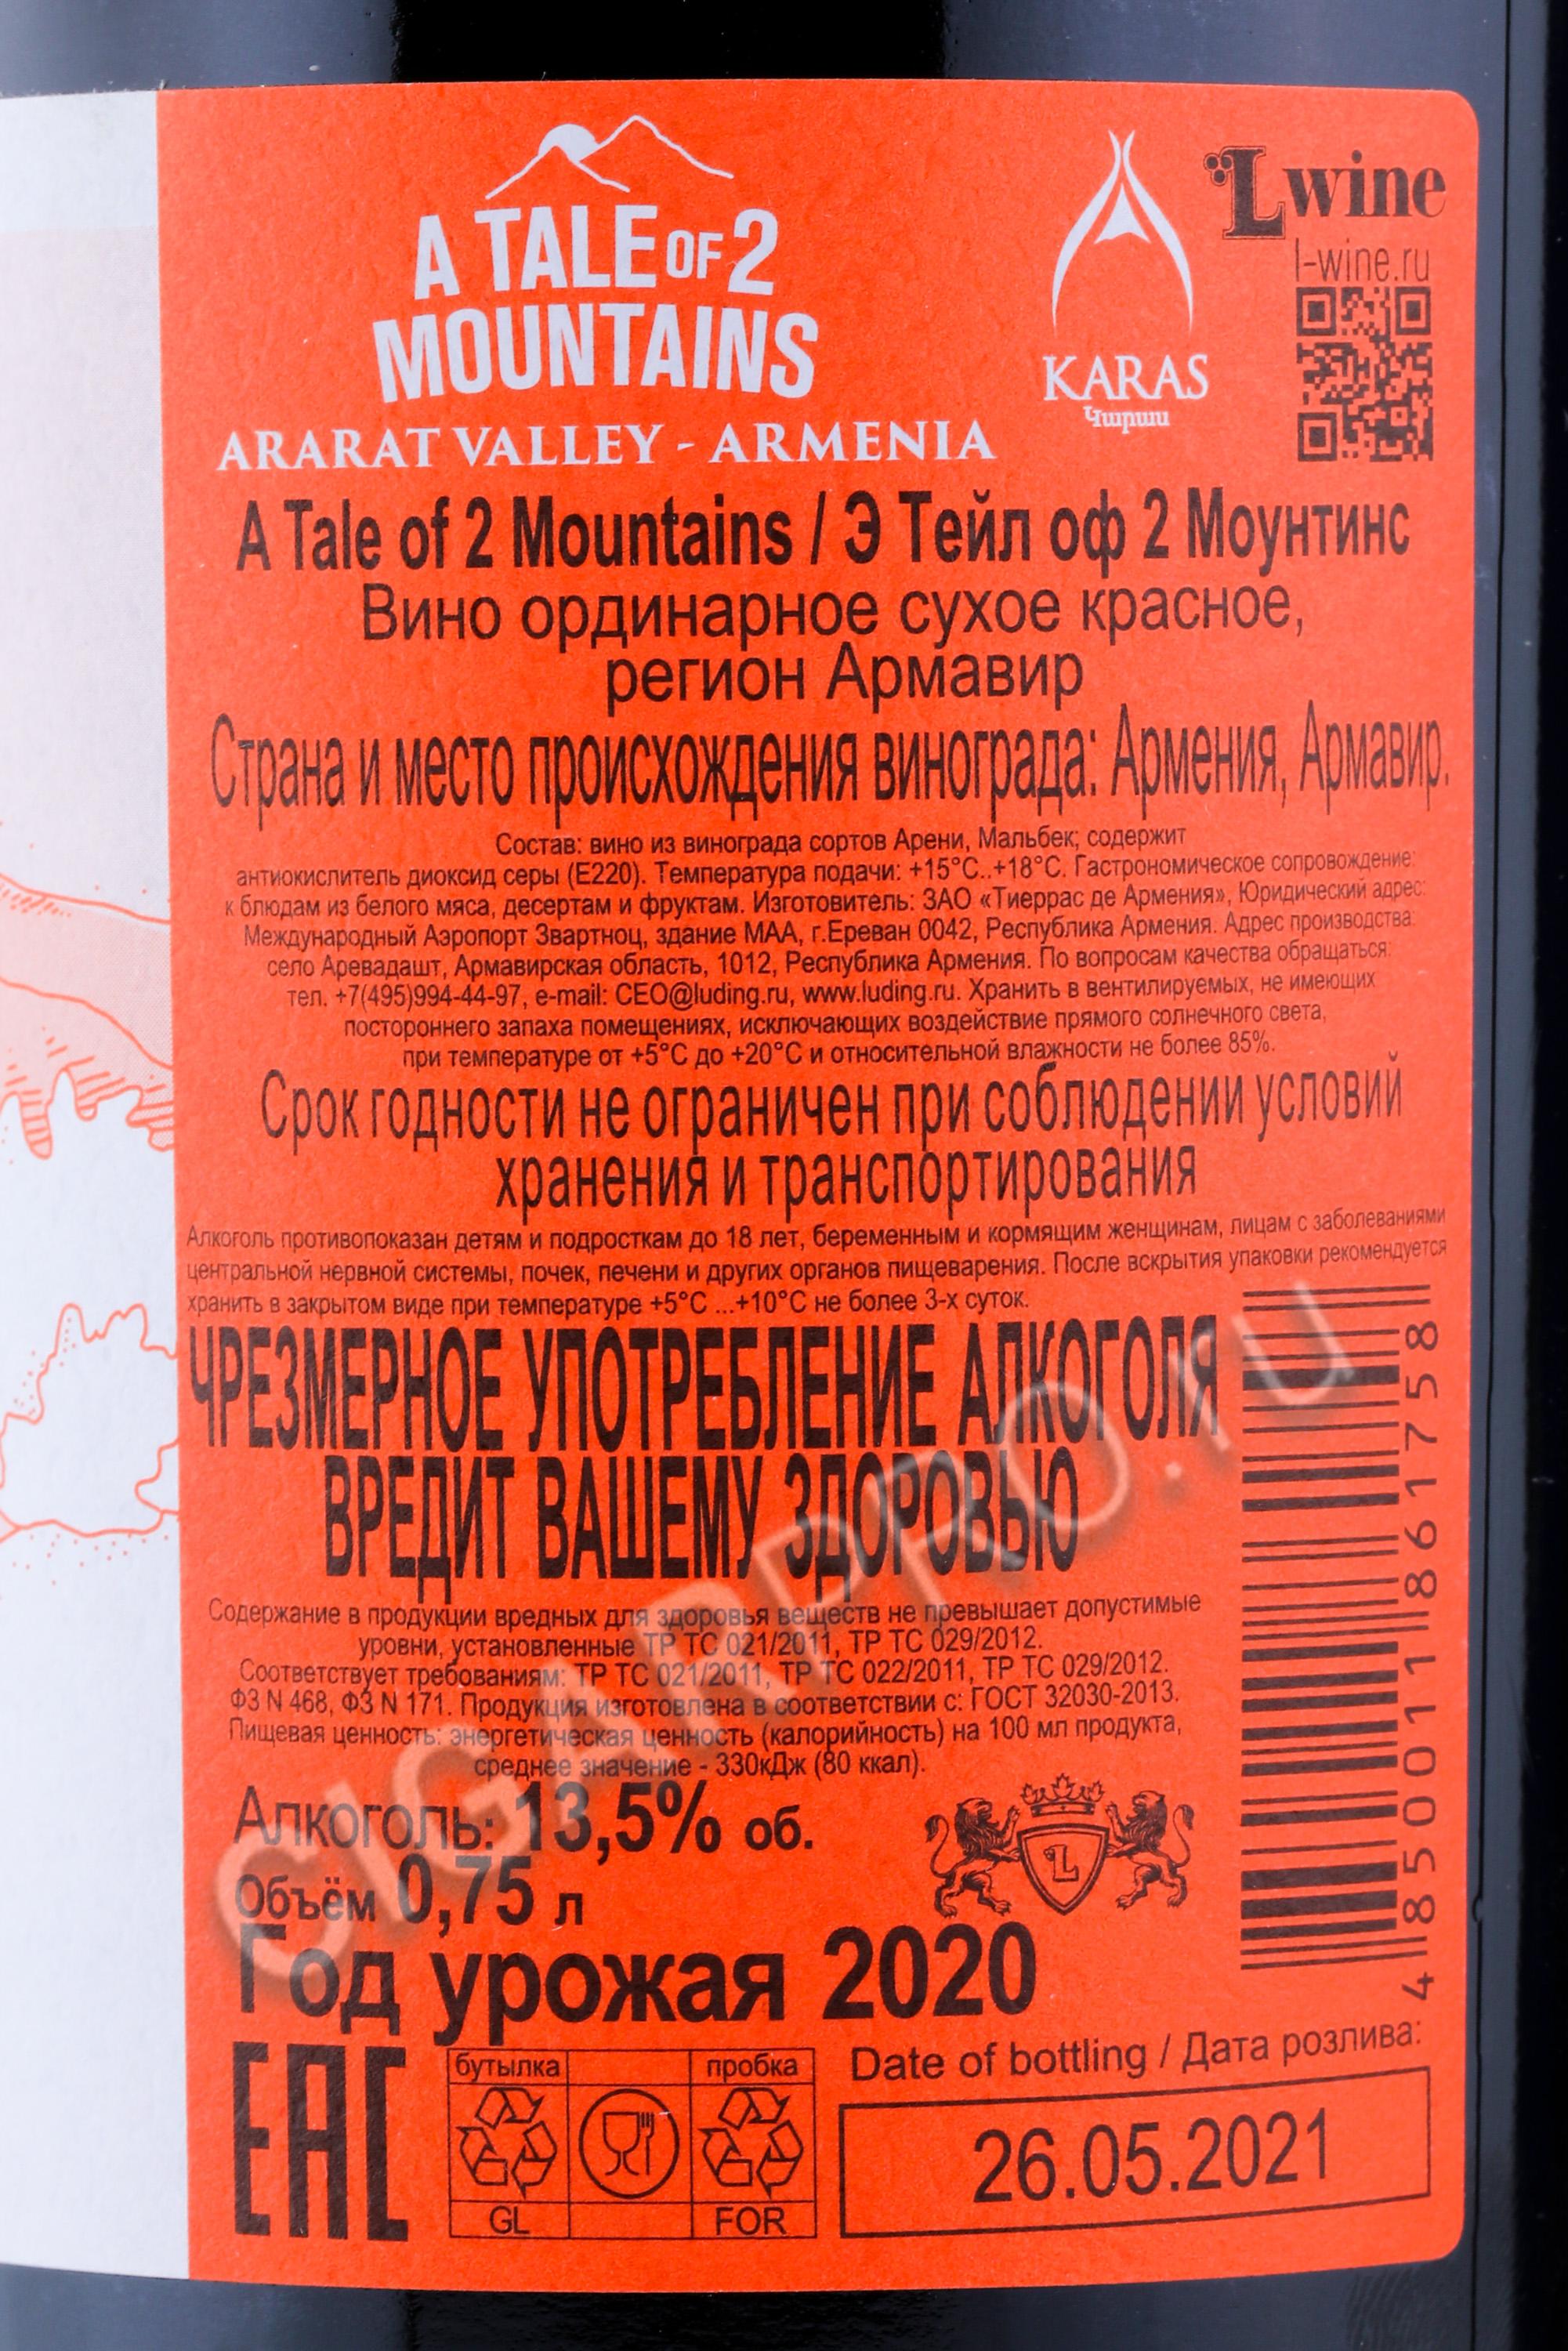 A TALE OF 2
MOUNTAINS
ARARAT VALLEY - ARMENIA
KARAS
Կարաս
L wine
l-wine.ru
A Tale of 2 Mountains / Э Тейл оф 2 Моунтинс
Вино ординарное сухое красное,
регион Армавир
Страна и место происхождения винограда: Армения, Армавир.
Состав: вино из винограда сортов Арени, Мальбек; содержит
антиокислитель диоксид серы (Е220). Температура подачи: +15°С..+18°С. Гастрономическое сопровождение:
к блюдам из белого мяса, десертам и фруктам. Изготовитель: ЗАО «Тиеррас де Армения», Юридический адрес:
Международный Аэропорт Звартноц, здание МАА, г.Ереван 0042, Республика Армения. Адрес производства:
село Аревадашт, Армавирская область, 1012, Республика Армения. По вопросам качества обращаться:
тел. +7(495)994-44-97, e-mail: CEO@luding.ru, www.luding.ru. Хранить в вентилируемых, не имеющих
постороннего запаха помещениях, исключающих воздействие прямого солнечного света,
при температуре от +5°С до +20°С и относительной влажности не более 85%.
Срок годности не ограничен при соблюдении условий
хранения и транспортирования
Алкоголь противопоказан детям и подросткам до 18 лет, беременным и кормящим женщинам, лицам с заболеваниями
центральной нервной системы, почек, печени и других органов пищеварения. После вскрытия упаковки рекомендуется
хранить в закрытом виде при температуре +5°С ...+10°С не более 3-х суток.
ЧРЕЗМЕРНОЕ УПОТРЕБЛЕНИЕ АЛКОГОЛЯ
ВРЕДИТ ВАШЕМУ ЗДОРОВЬЮ
Содержание в продукции вредных для здоровья веществ не превышает допустимые
уровни, установленные ТР ТС 021/2011, ТР ТС 029/2012.
Соответствует требованиям: ТР ТС 021/2011, ТР ТС 022/2011, ТР ТС 029/2012.
ФЗ N 468, ФЗ N 171. Продукция изготовлена в соответствии с: ГОСТ 32030-2013.
Пищевая ценность: энергетическая ценность (калорийность) на 100 мл продукта,
среднее значение - 330кДж (80 ккал).
Алкоголь: 13,5% об.
Объём 0,75 л
L
Год урожая 2020
4 850011 861758
EAC
бутылка
пробка
GL
FOR
Date of bottling / Дата розлива:
26.05.2021
CIGARPRO.ru